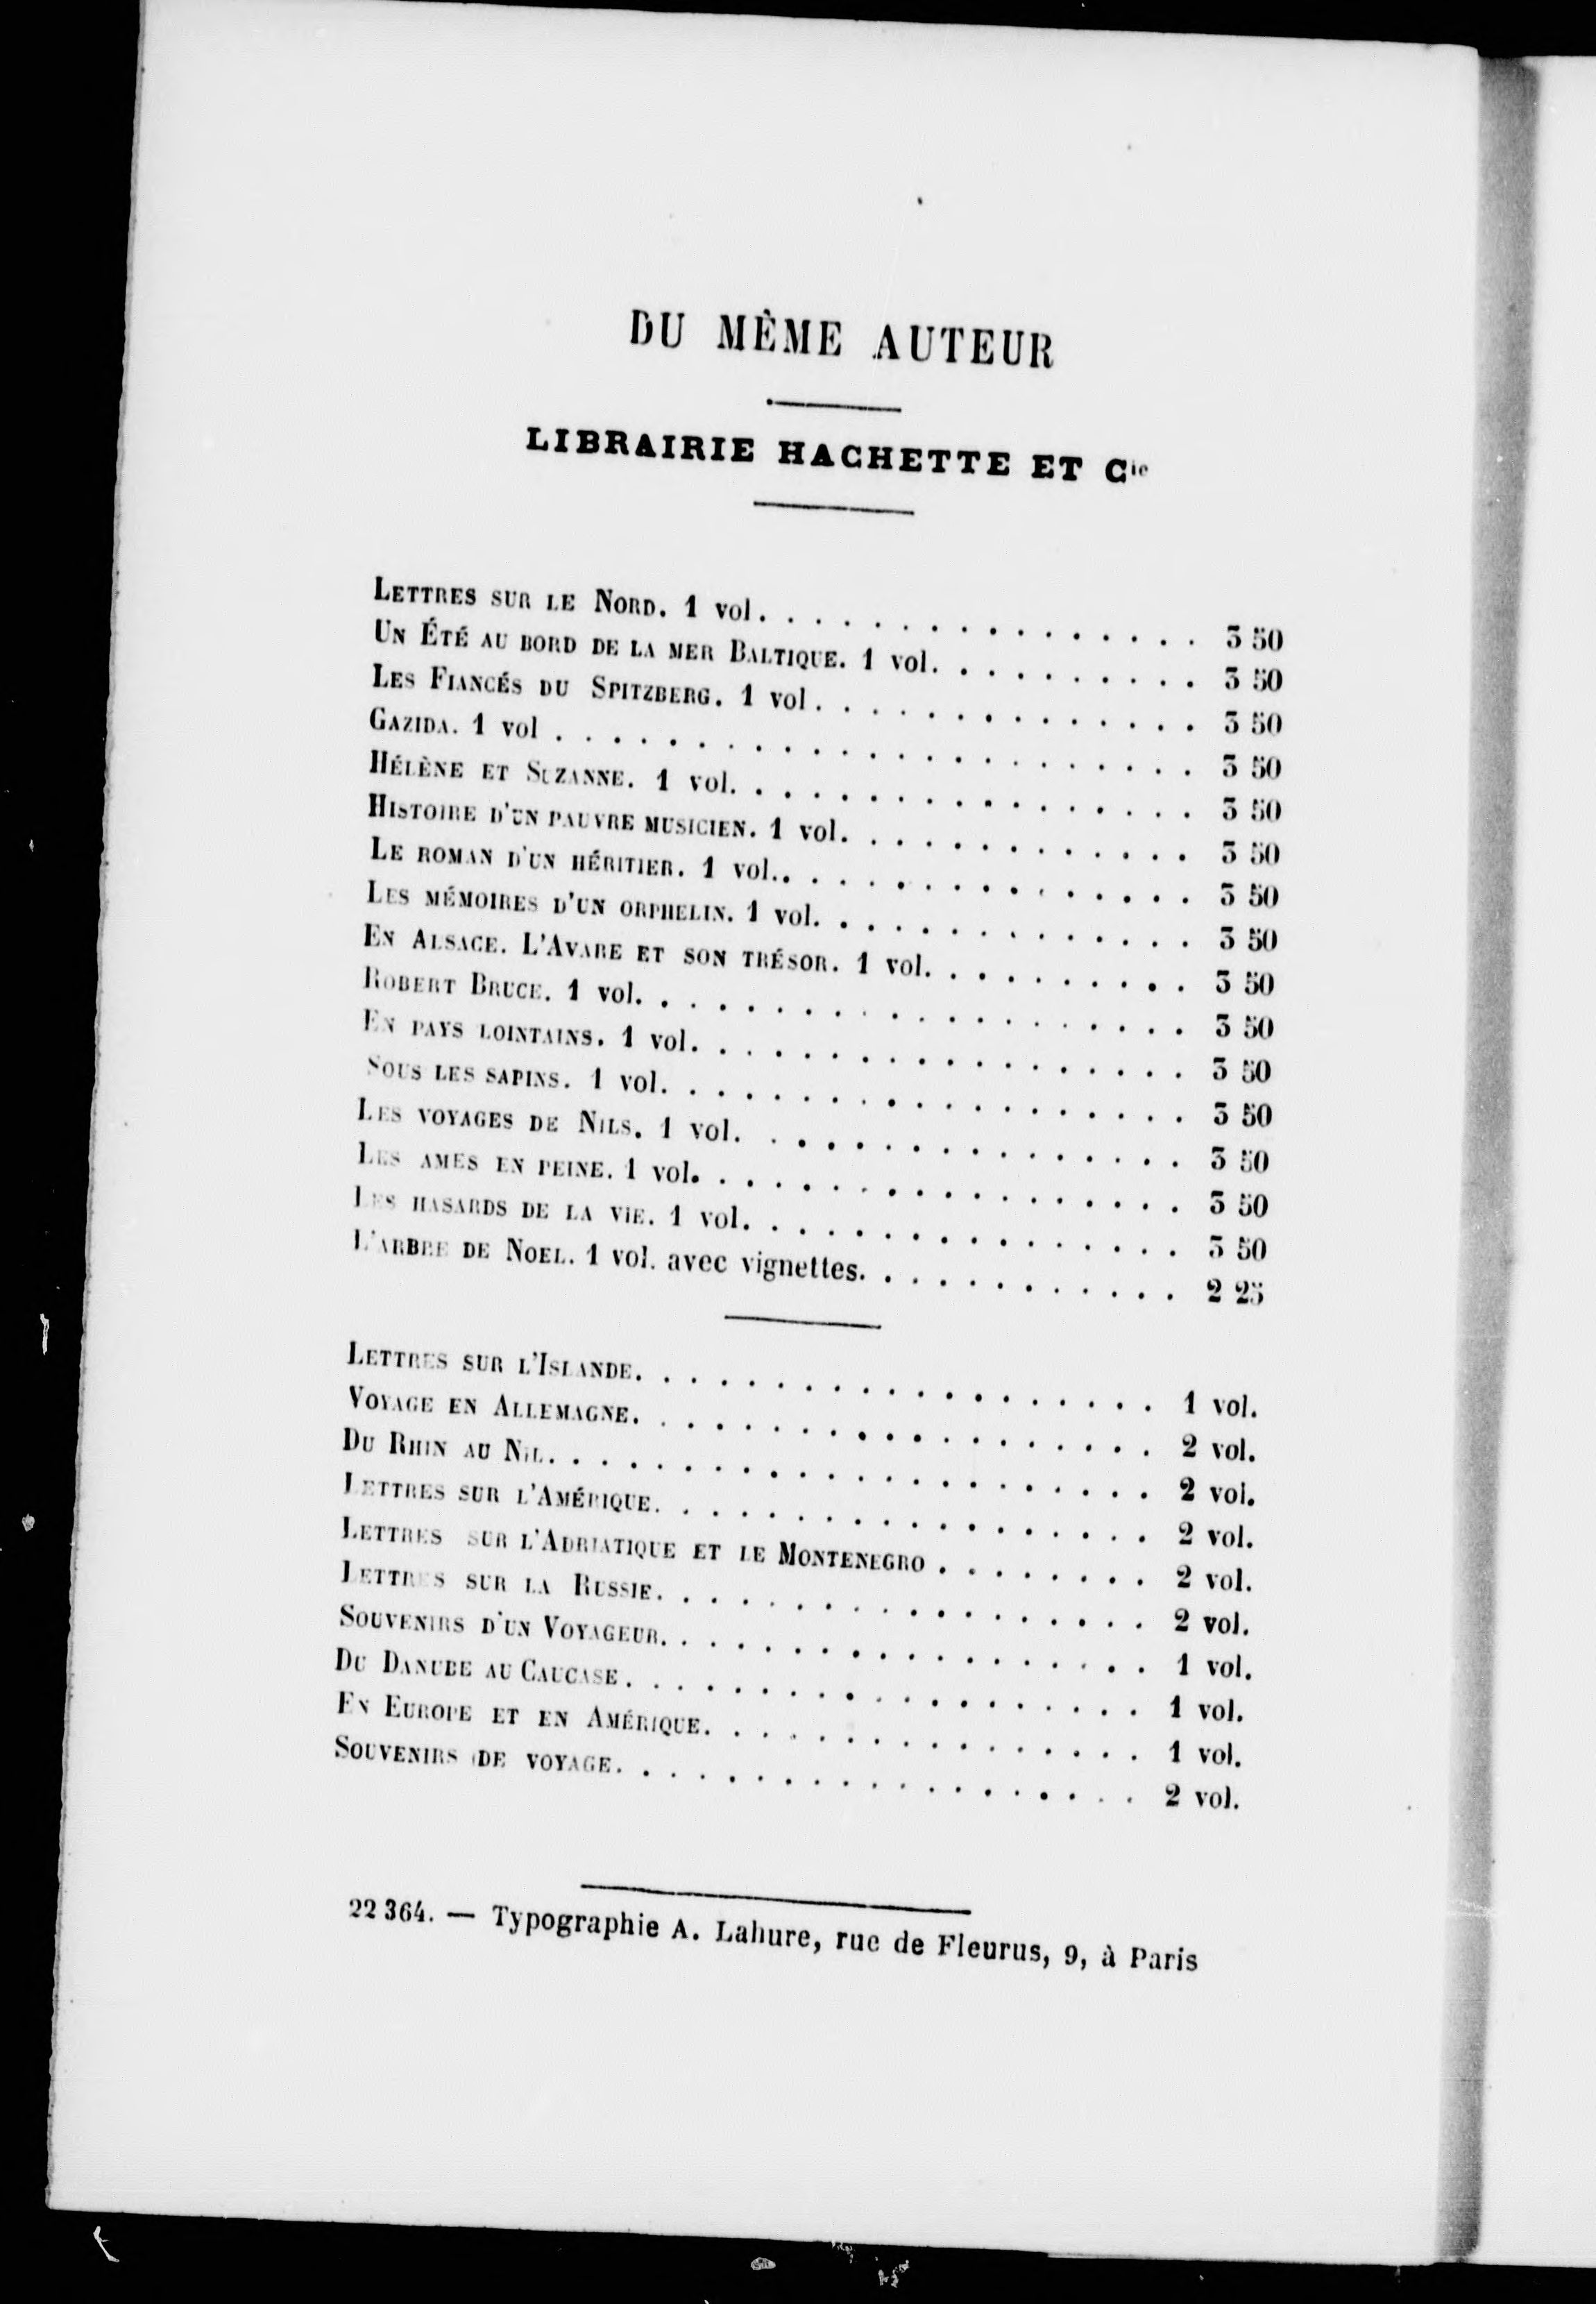 DU MÊME AUTEUR
LIBRAIRIE HACHETTE ET Cie
LETTRES SUR LE NORD. 1 vol. . . . . . . . . . . . . . . . 3 50
UN ÉTÉ AU BORD DE LA MER BALTIQUE. 1 vol. . . . . . . . . . 3 50
LES FIANCÉS DU SPITZBERG. 1 vol . . . . . . . . . . . . . . 3 50
GAZIDA. 1 vol . . . . . . . . . . . . . . . . . . . . . . . 3 50
HÉLÈNE ET SUZANNE. 1 vol. . . . . . . . . . . . . . . . . 3 50
HISTOIRE D'UN PAUVRE MUSICIEN. 1 vol. . . . . . . . . . . . . 3 50
LE ROMAN D'UN HÉRITIER. 1 vol.. . . . . . . . . . . . . . . 3 50
LES MÉMOIRES D'UN ORPHELIN. 1 vol. . . . . . . . . . . . . . 3 50
EN ALSACE. L'AVARE ET SON TRÉSOR. 1 vol. . . . . . . . . . 3 50
ROBERT BRUCE. 1 vol. . . . . . . . . . . . . . . . . . . . 3 50
EN PAYS LOINTAINS. 1 vol. . . . . . . . . . . . . . . . . . 3 50
SOUS LES SAPINS. 1 vol. . . . . . . . . . . . . . . . . . . 3 50
LES VOYAGES DE NILS. 1 vol. . . . . . . . . . . . . . . . 3 50
LES AMES EN PEINE. 1 vol. . . . . . . . . . . . . . . . . . 3 50
LES HASARDS DE LA VIE. 1 vol. . . . . . . . . . . . . . . . 3 50
L'ARBRE DE NOEL. 1 vol. avec vignettes. . . . . . . . . . . . 2 25
LETTRES SUR L'ISLANDE. . . . . . . . . . . . . . . . . . . 1 vol.
VOYAGE EN ALLEMAGNE. . . . . . . . . . . . . . . . . . . 2 vol.
DU RHIN AU NIL. . . . . . . . . . . . . . . . . . . . . . 2 vol.
LETTRES SUR L'AMÉRIQUE. . . . . . . . . . . . . . . . . . 2 vol.
LETTRES SUR L'ADRIATIQUE ET LE MONTENEGRO . . . . . . . . 2 vol.
LETTRES SUR LA RUSSIE. . . . . . . . . . . . . . . . . . 2 vol.
SOUVENIRS D'UN VOYAGEUR. . . . . . . . . . . . . . . . . . 1 vol.
DU DANUBE AU CAUCASE . . . . . . . . . . . . . . . . . . . 1 vol.
EN EUROPE ET EN AMÉRIQUE. . . . . . . . . . . . . . . . 1 vol.
SOUVENIRS DE VOYAGE. . . . . . . . . . . . . . . . . . . 2 vol.
22 364. — Typographie A. Lahure, rue de Fleurus, 9, à Paris